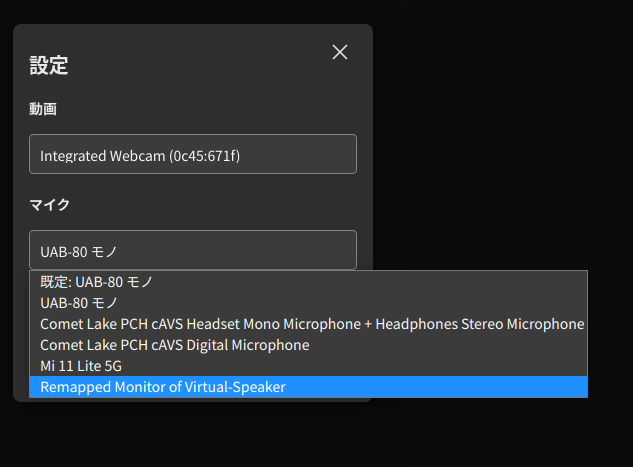 設定
動画
Integrated Webcam (0c45:671f)
マイク
UAB-80 モノ
既定: UAB-80 モノ
UAB-80 モノ
Comet Lake PCH cAVS Headset Mono Microphone + Headphones Stereo Microphone
Comet Lake PCH cAVS Digital Microphone
Mi 11 Lite 5G
Remapped Monitor of Virtual-Speaker